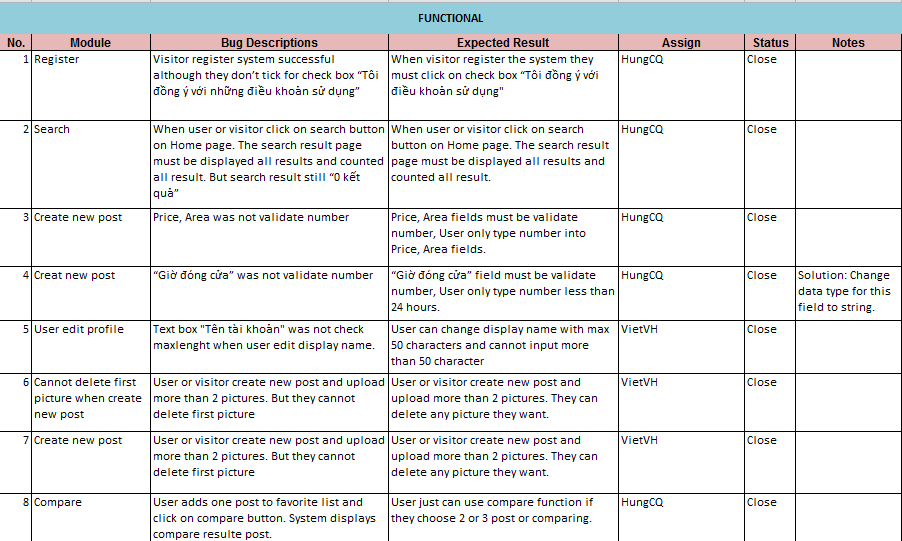 FUNCTIONAL
No. Module Bug Descriptions Expected Result Assign Status Notes
1 Register Visitor register system successful When visitor register the system they HungCQ Close
although they don't tick for check box “Tôi must click on check box “Tôi đồng ý với
đồng ý với những điều khoản sử dụng” điều khoản sử dụng"
2 Search When user or visitor click on search button When user or visitor click on search HungCQ Close
on Home page. The search result page button on Home page. The search result
must be displayed all results and counted page must be displayed all results and
all result. But search result still “0 kết counted all result.
quả”
3 Create new post Price, Area was not validate number Price, Area fields must be validate HungCQ Close
number, User only type number into
Price, Area fields.
4 Creat new post “Giờ đóng cửa” was not validate number “Giờ đóng cửa” field must be validate HungCQ Close Solution: Change
number, User only type number less than data type for this
24 hours. field to string.
5 User edit profile Text box "Tên tài khoản" was not check User can change display name with max VietVH Close
maxlenght when user edit display name. 50 characters and cannot input more
than 50 character
6 Cannot delete first User or visitor create new post and upload User or visitor create new post and VietVH Close
picture when create more than 2 pictures. But they cannot upload more than 2 pictures. They can
new post delete first picture delete any picture they want.
7 Create new post User or visitor create new post and upload User or visitor create new post and VietVH Close
more than 2 pictures. But they cannot upload more than 2 pictures. They can
delete first picture delete any picture they want.
8 Compare User adds one post to favorite list and User just can use compare function if HungCQ Close
click on compare button. System displays they choose 2 or 3 post or comparing.
compare resulte post.